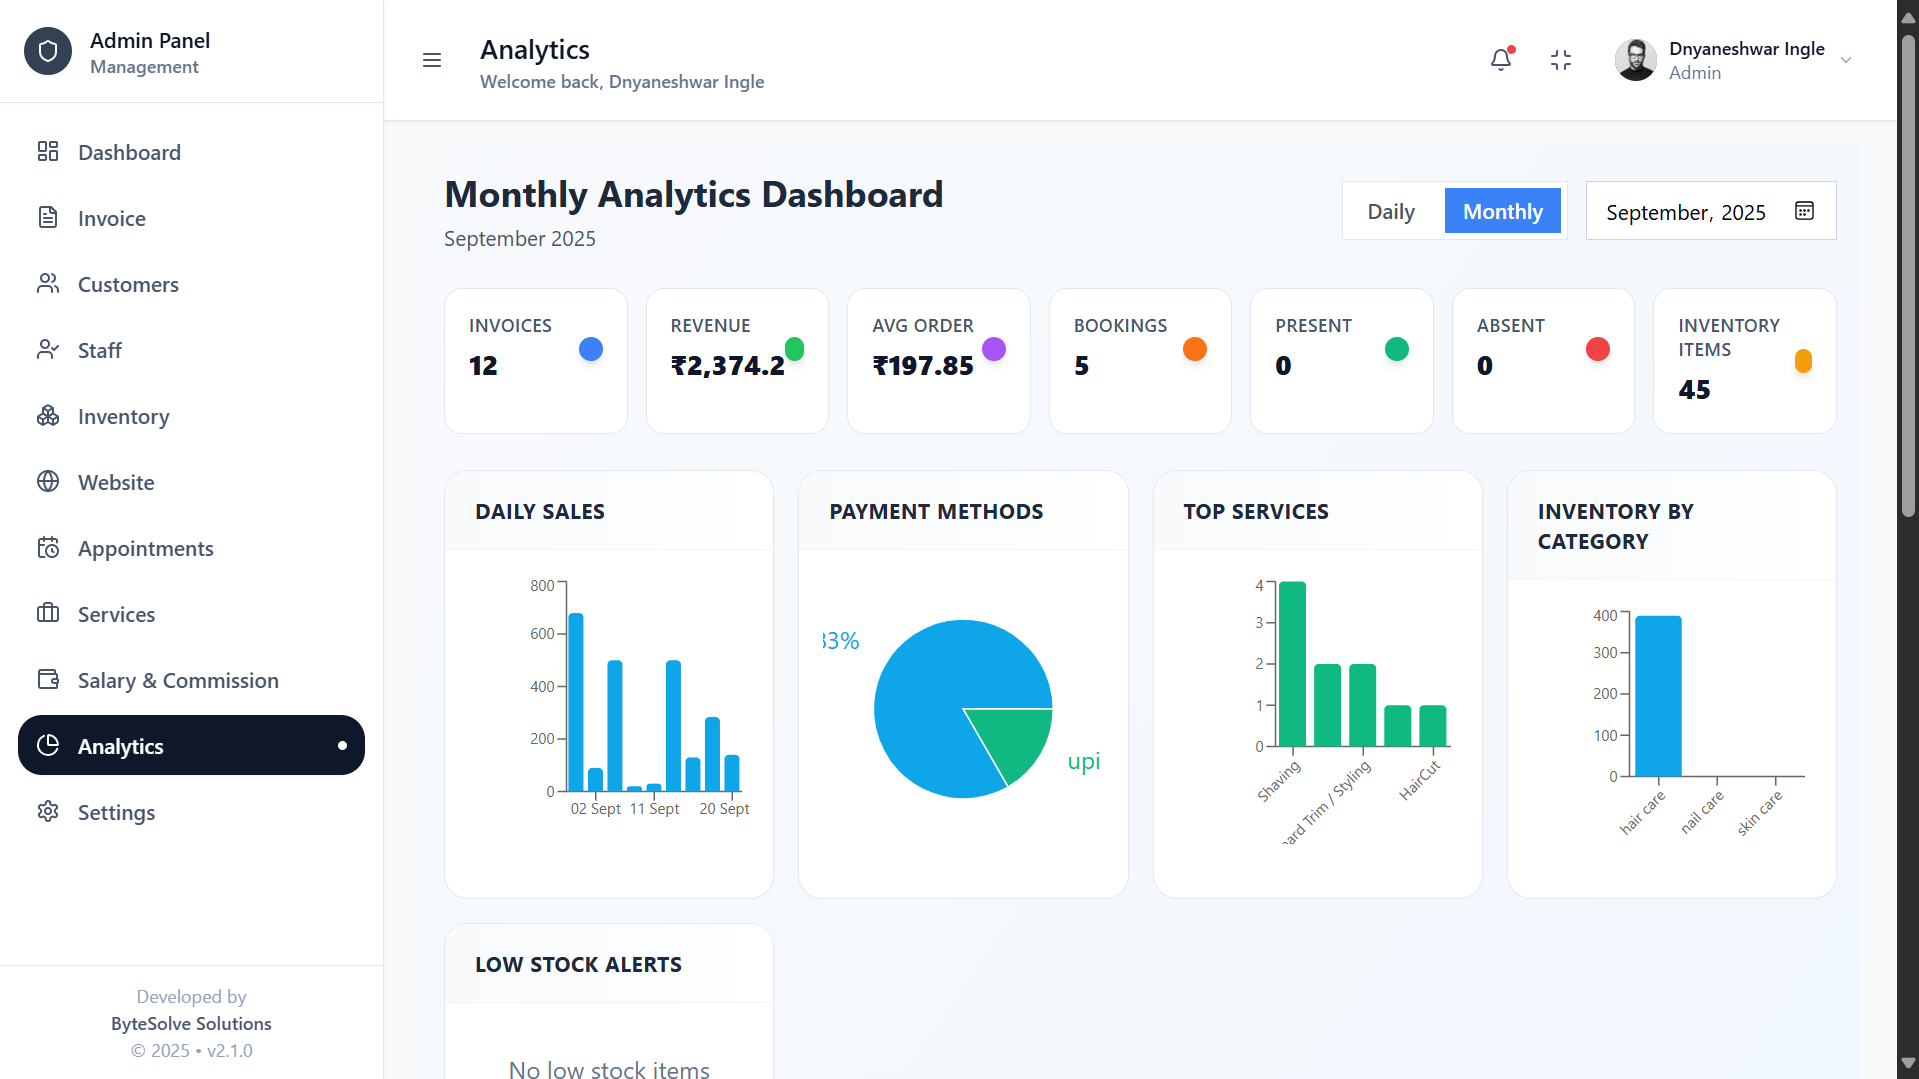 Admin Panel
Management
Dashboard
Invoice
Customers
Staff
Inventory
Website
Appointments
Services
Salary & Commission
Analytics
Settings
Developed by
ByteSolve Solutions
© 2025 • v2.1.0
Analytics
Welcome back, Dnyaneshwar Ingle
Dnyaneshwar Ingle
Admin
Monthly Analytics Dashboard
September 2025
Daily
Monthly
September, 2025
INVOICES
12
REVENUE
₹2,374.2
AVG ORDER
₹197.85
BOOKINGS
5
PRESENT
0
ABSENT
0
INVENTORY
ITEMS
45
DAILY SALES
800
600
400
200
0
02 Sept 11 Sept 20 Sept
PAYMENT METHODS
33%
upi
TOP SERVICES
4
3
2
1
0
Shaving
Trim / Styling
HairCut
INVENTORY BY
CATEGORY
400
300
200
100
0
hair care
nail care
skin care
LOW STOCK ALERTS
No low stock items